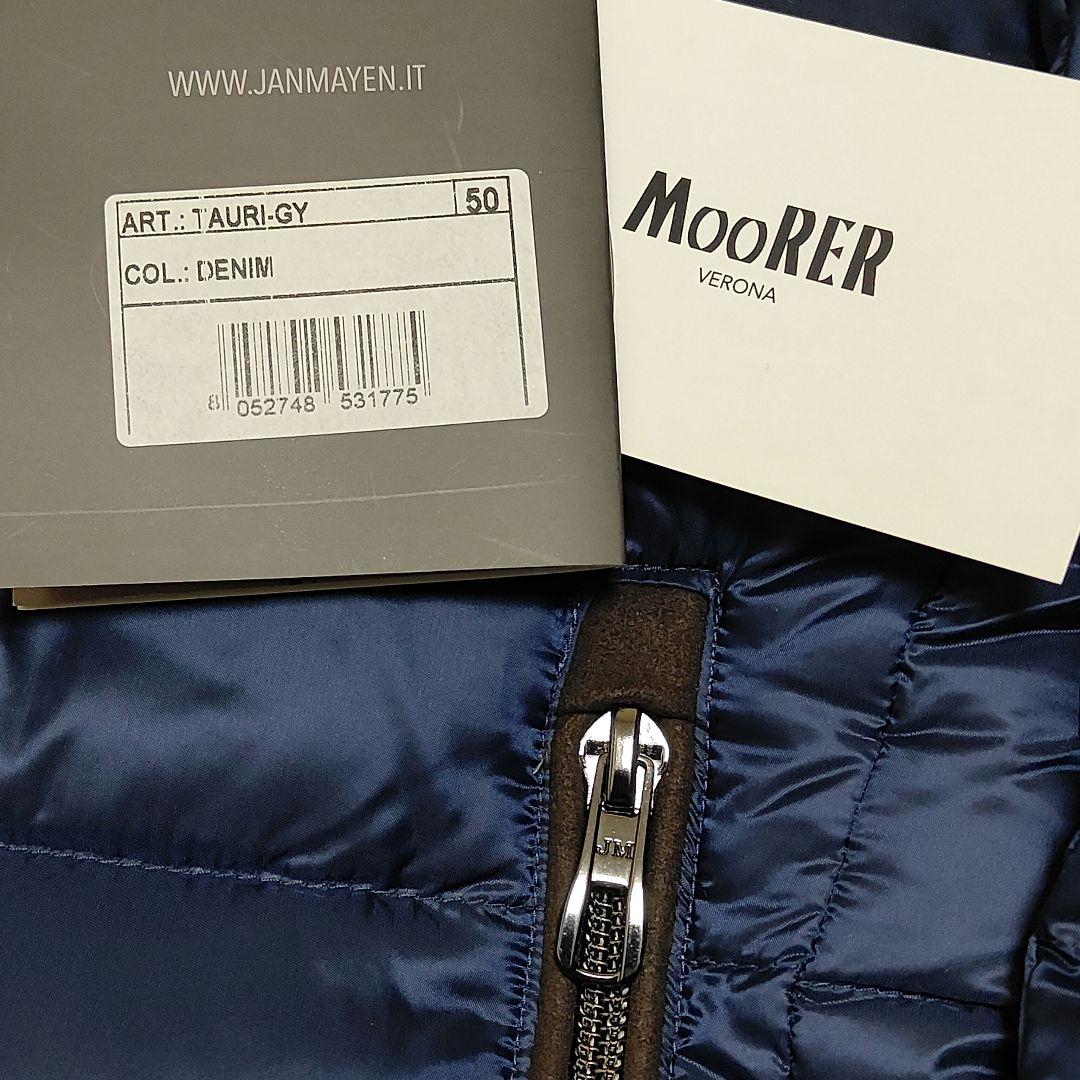 WWW.JANMAYEN.IT
ART.: TAURI-GY 50
COL.: DENIM
8 052748 531775
MOORER
VERONA
JM